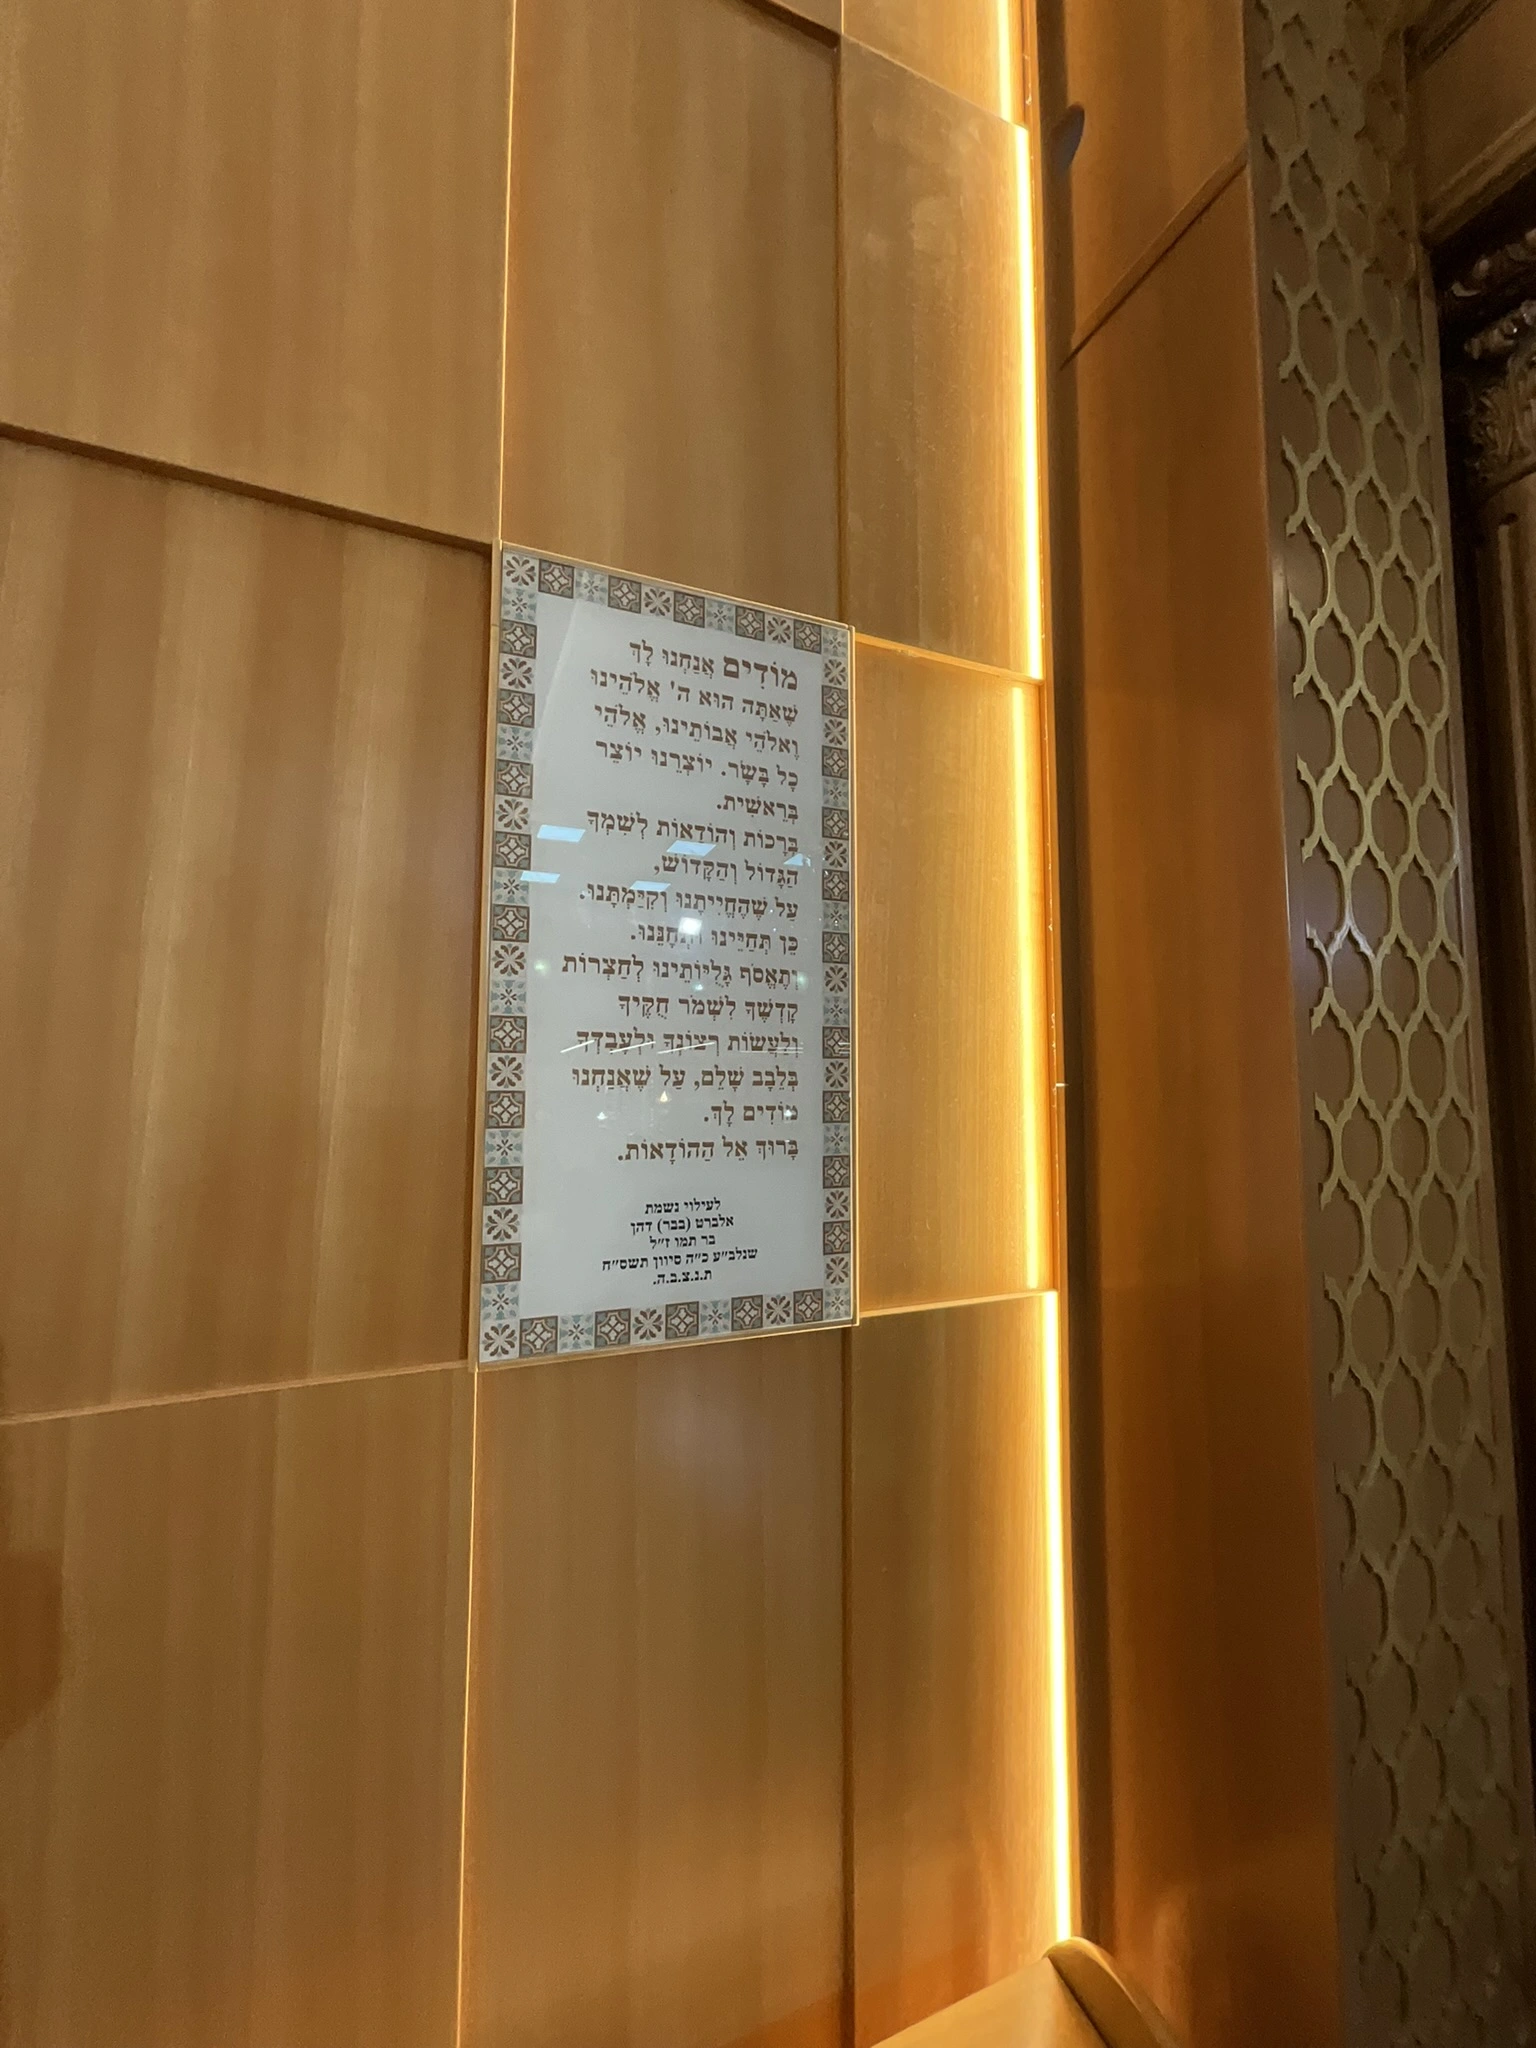 מוֹדִים אֲנַחְנוּ לָךְ
שֶׁאַתָּה הוּא ה' אֱלֹהֵינוּ
וֵאלֹהֵי אֲבוֹתֵינוּ, אֱלֹהֵי
כָל בָּשָׂר. יוֹצְרֵנוּ יוֹצֵר
בְּרֵאשִׁית.
בְּרָכוֹת וְהוֹדָאוֹת לְשִׁמְךָ
הַגָּדוֹל וְהַקָּדוֹשׁ,
עַל שֶׁהֶחֱיִיתָנוּ וְקִיַּמְתָּנוּ.
כֵּן תְּחַיֵּינוּ וּתְחָנֵּנוּ.
וְתֶאֱסֹף גָּלֻיּוֹתֵינוּ לְחַצְרוֹת
קָדְשֶׁךָ לִשְׁמֹר חֻקֶּיךָ
וְלַעֲשׂוֹת רְצוֹנְךָ וּלְעָבְדְּךָ
בְּלֵבָב שָׁלֵם, עַל שֶׁאֲנַחְנוּ
מוֹדִים לָךְ.
בָּרוּךְ אֵל הַהוֹדָאוֹת.
לעילוי נשמת
אלברט (בבר) דהן
בר תמו ז״ל
שנלב״ע כ״ה סיוון תשס״ח
ת.נ.צ.ב.ה.